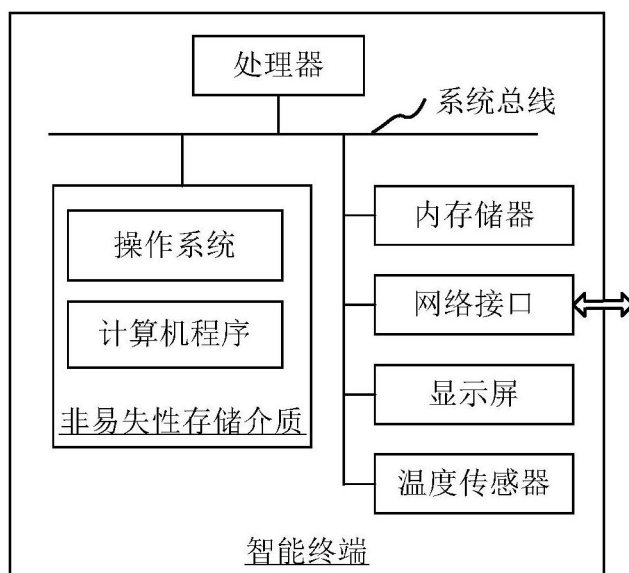 处理器
系统总线
操作系统
计算机程序
非易失性存储介质
内存储器
网络接口
显示屏
温度传感器
智能终端